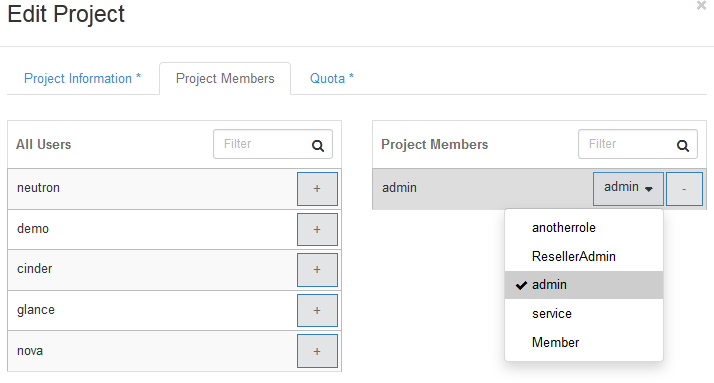 Edit Project
×
Project Information *
Project Members
Quota *
All Users
Filter
neutron
+
demo
+
cinder
+
glance
+
nova
+
Project Members
Filter
admin
admin
-
anotherrole
ResellerAdmin
admin
service
Member